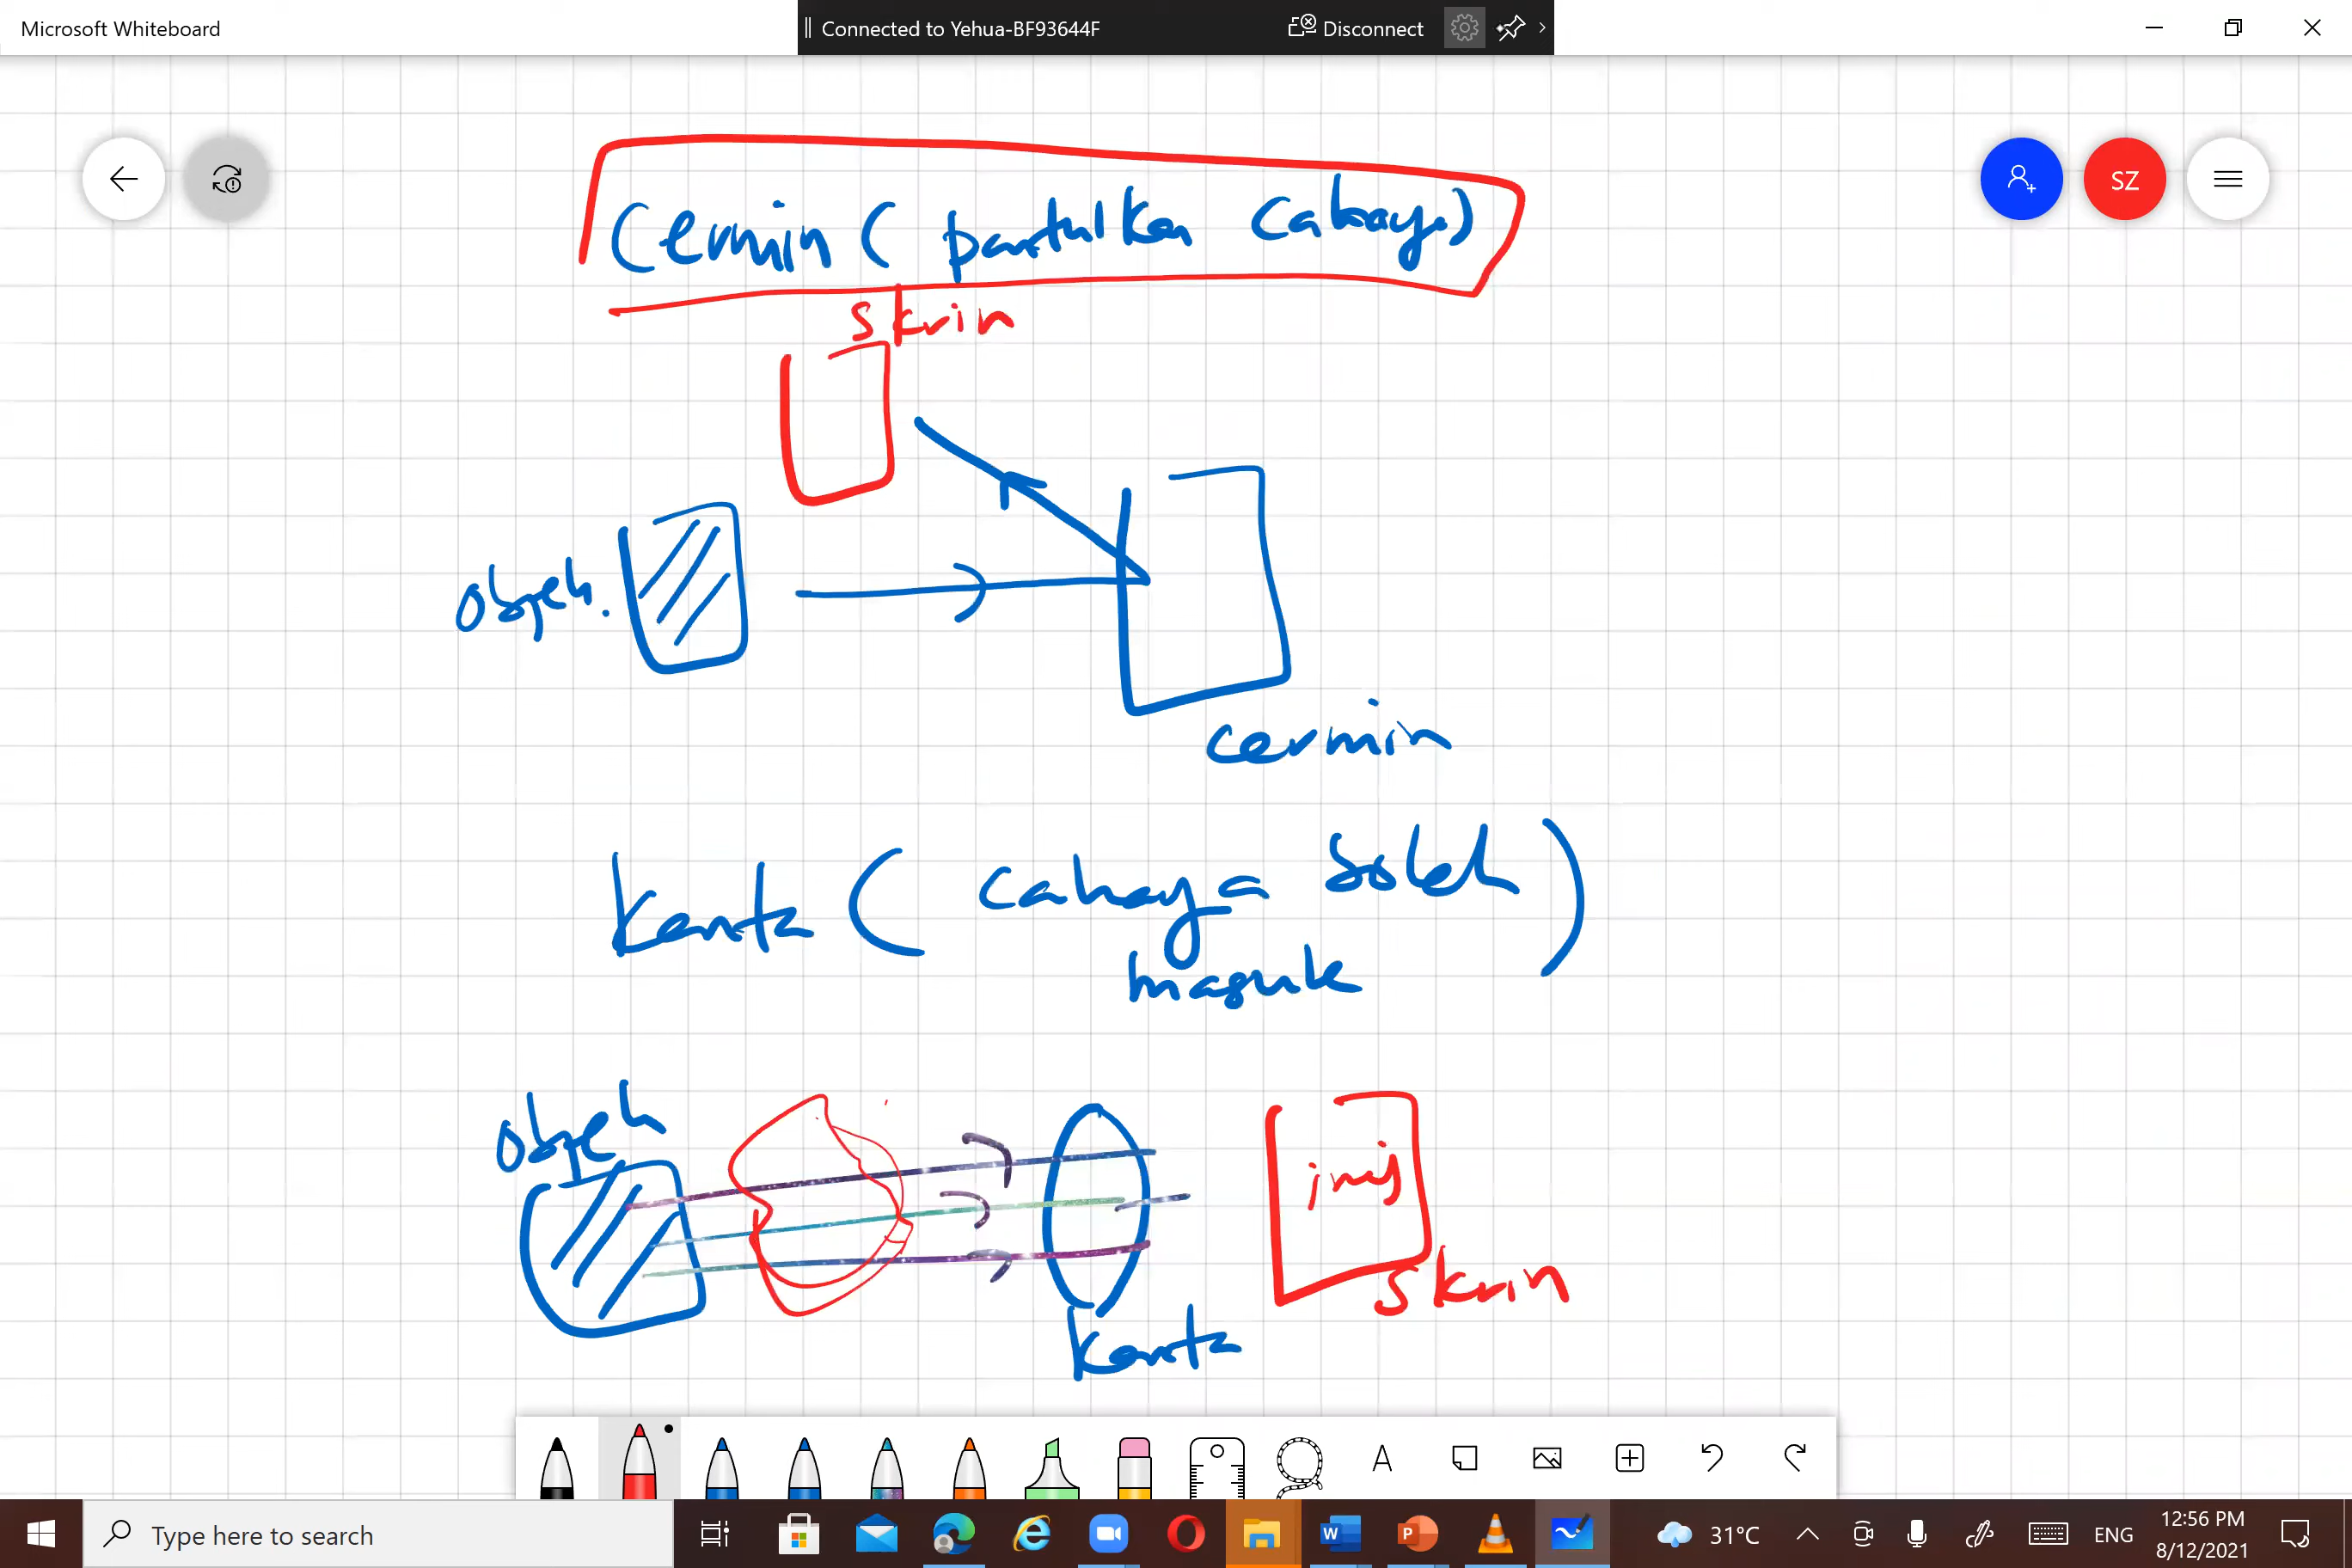 Microsoft Whiteboard
Connected to Yehua-BF93644F
Disconnect
SZ
Cermin ( pantulkan Cahaya)
skrin
objek.
cermin
kanta ( cahaya boleh )
masuk
objek
imej
skrin
kanta
Type here to search
31°C
ENG
12:56 PM
8/12/2021